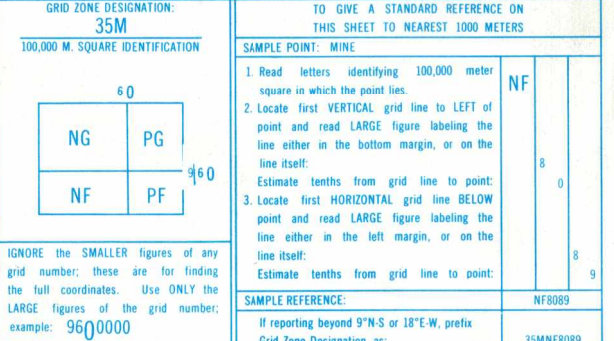 GRID ZONE DESIGNATION:
35M
100,000 M. SQUARE IDENTIFICATION
60
NG PG
960
NF PF
IGNORE the SMALLER figures of any
grid number; these are for finding
the full coordinates. Use ONLY the
LARGE figures of the grid number;
example: 9600000
TO GIVE A STANDARD REFERENCE ON
THIS SHEET TO NEAREST 1000 METERS
SAMPLE POINT: MINE
1. Read letters identifying 100,000 meter
square in which the point lies.
NF
2. Locate first VERTICAL grid line to LEFT of
point and read LARGE figure labeling the
line either in the bottom margin, or on the
line itself:
8
Estimate tenths from grid line to point:
0
3. Locate first HORIZONTAL grid line BELOW
point and read LARGE figure labeling the
line either in the left margin, or on the
line itself:
8
Estimate tenths from grid line to point:
9
SAMPLE REFERENCE: NF8089
If reporting beyond 9°N-S or 18°E-W, prefix
Grid Zone Designation, as:
35MNF8089